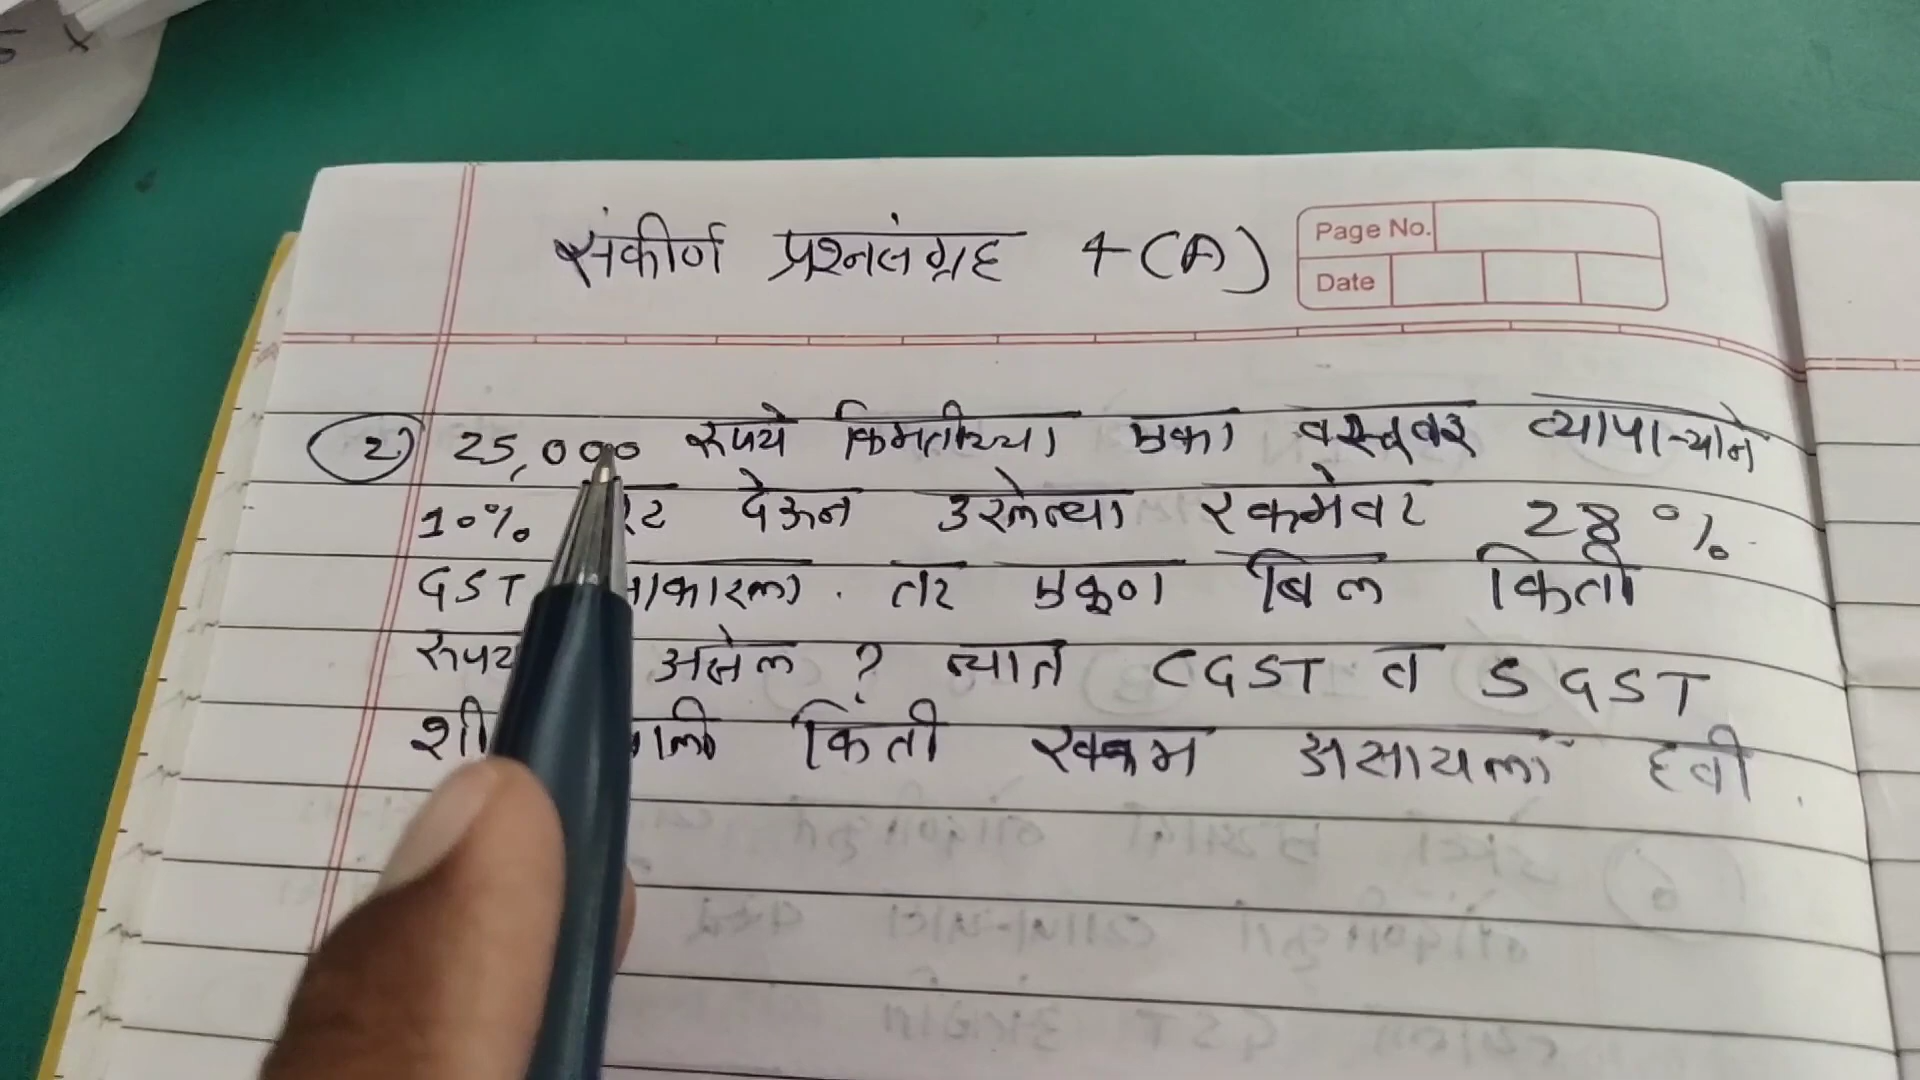 संकीर्ण प्रश्नसंग्रह 4 (A)
Page No.
Date
2) 25,000 रुपये किमतीच्या एका वस्तूवर व्यापा-याने
10% देऊन उरलेल्या रकमेवर 28 %
GST तर एकूण बिल किती
असेल ? त्यात CGST व SGST
किती रक्कम असायला हवी .